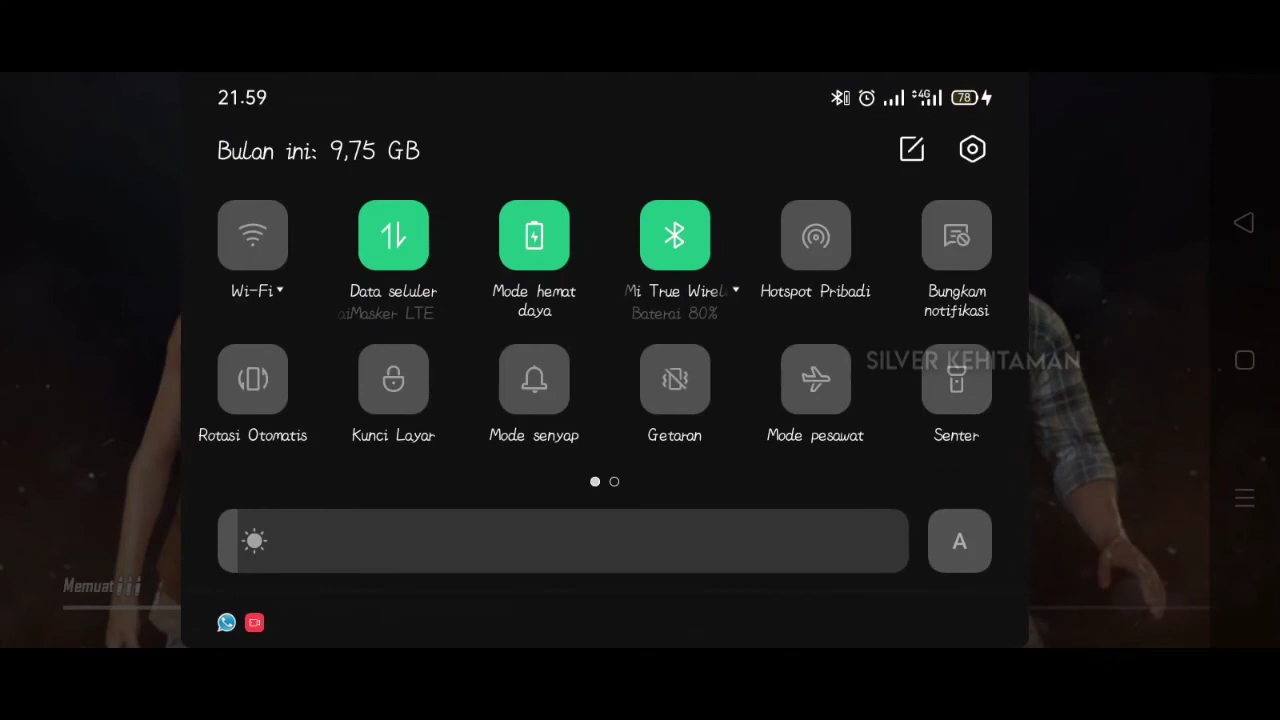 21.59
4G 78
Bulan ini: 9,75 GB
Wi-Fi
Data seluler
aiMasker LTE
Mode hemat
daya
Mi True Wirel
Baterai 80%
Hotspot Pribadi
Bungkam
notifikasi
SILVER KEHITAMAN
Rotasi Otomatis
Kunci Layar
Mode senyap
Getaran
Mode pesawat
Senter
A
Memuat